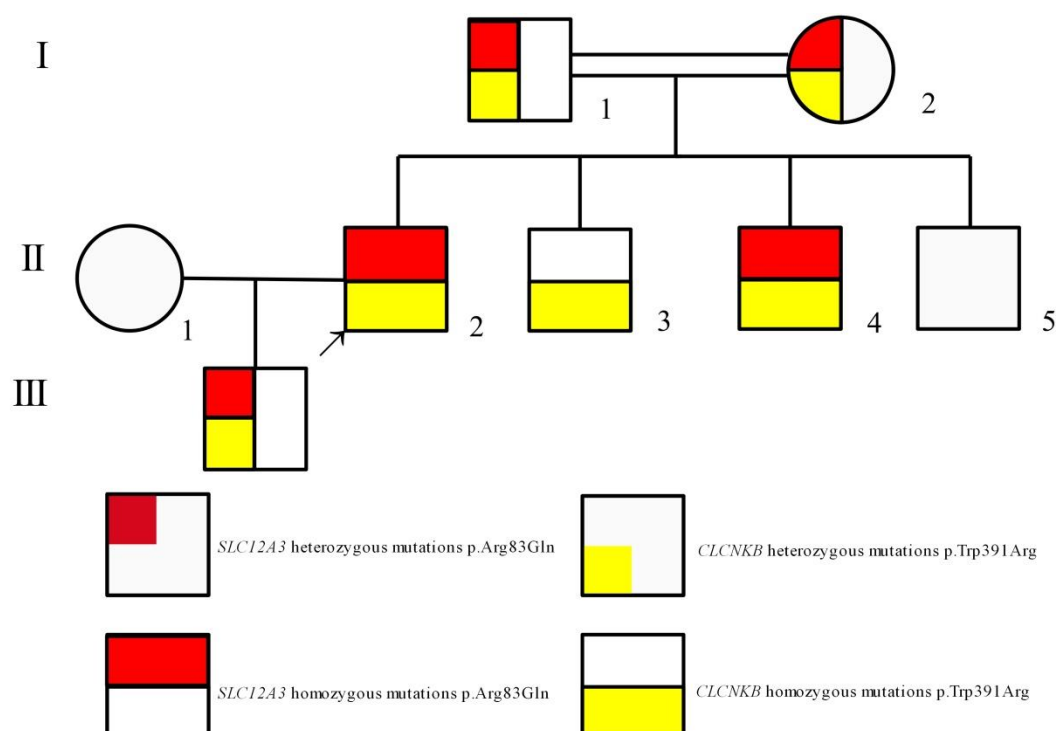 I
1
2
II
1
2
3
4
5
III
SLC12A3 heterozygous mutations p.Arg83Gln
CLCNKB heterozygous mutations p.Trp391Arg
SLC12A3 homozygous mutations p.Arg83Gln
CLCNKB homozygous mutations p.Trp391Arg